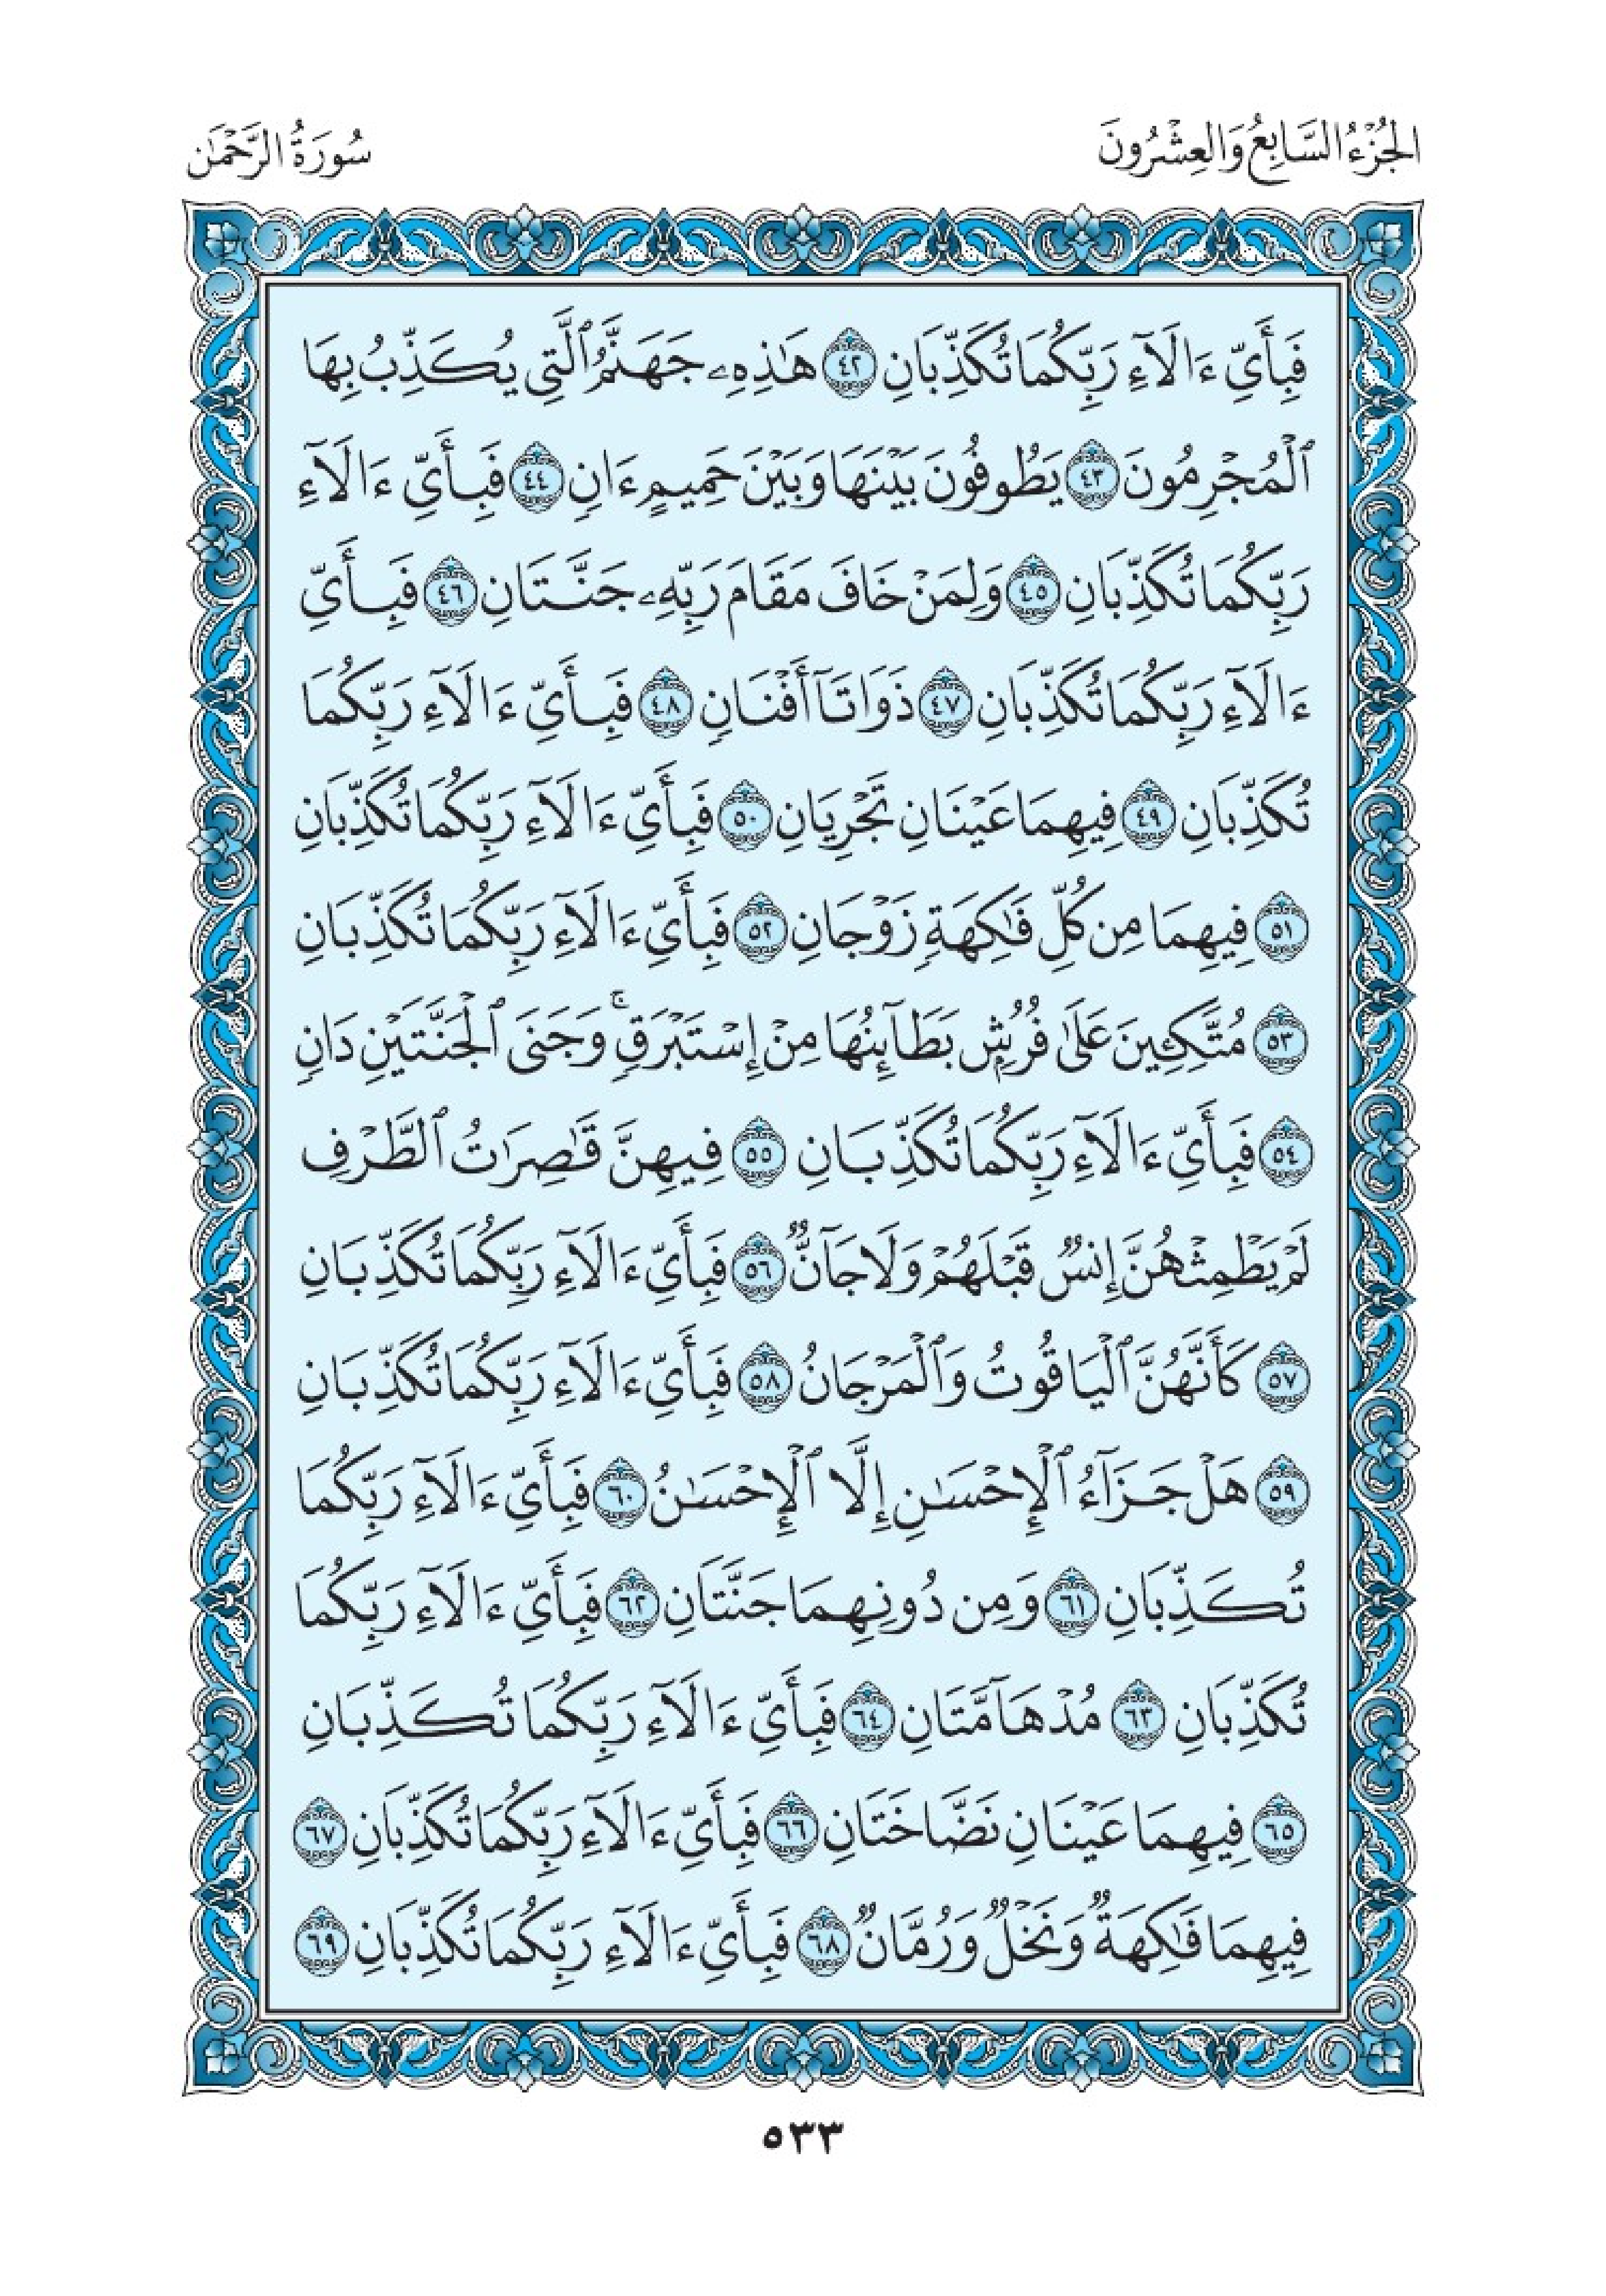 الجُزْءُ السَّابِعُ وَالعِشْرُونَ
سُورَةُ الرَّحْمَٰن
فَبِأَيِّ ءَالَآءِ رَبِّكُمَا تُكَذِّبَانِ ٤٢ هَٰذِهِۦ جَهَنَّمُ ٱلَّتِي يُكَذِّبُ بِهَا
ٱلْمُجْرِمُونَ ٤٣ يَطُوفُونَ بَيْنَهَا وَبَيْنَ حَمِيمٍ ءَانٍ ٤٤ فَبِأَيِّ ءَالَآءِ
رَبِّكُمَا تُكَذِّبَانِ ٤٥ وَلِمَنْ خَافَ مَقَامَ رَبِّهِۦ جَنَّتَانِ ٤٦ فَبِأَيِّ
ءَالَآءِ رَبِّكُمَا تُكَذِّبَانِ ٤٧ ذَوَاتَآ أَفْنَانٍ ٤٨ فَبِأَيِّ ءَالَآءِ رَبِّكُمَا
تُكَذِّبَانِ ٤٩ فِيهِمَا عَيْنَانِ تَجْرِيَانِ ٥٠ فَبِأَيِّ ءَالَآءِ رَبِّكُمَا تُكَذِّبَانِ
٥١ فِيهِمَا مِن كُلِّ فَٰكِهَةٍ زَوْجَانِ ٥٢ فَبِأَيِّ ءَالَآءِ رَبِّكُمَا تُكَذِّبَانِ
٥٣ مُتَّكِـِٔينَ عَلَىٰ فُرُشٍۭ بَطَآئِنُهَا مِنْ إِسْتَبْرَقٍ ۚ وَجَنَى ٱلْجَنَّتَيْنِ دَانٍ
٥٤ فَبِأَيِّ ءَالَآءِ رَبِّكُمَا تُكَذِّبَانِ ٥٥ فِيهِنَّ قَٰصِرَٰتُ ٱلطَّرْفِ
لَمْ يَطْمِثْهُنَّ إِنسٌ قَبْلَهُمْ وَلَا جَآنٌّ ٥٦ فَبِأَيِّ ءَالَآءِ رَبِّكُمَا تُكَذِّبَانِ
٥٧ كَأَنَّهُنَّ ٱلْيَاقُوتُ وَٱلْمَرْجَانُ ٥٨ فَبِأَيِّ ءَالَآءِ رَبِّكُمَا تُكَذِّبَانِ
٥٩ هَلْ جَزَآءُ ٱلْإِحْسَٰنِ إِلَّا ٱلْإِحْسَٰنُ ٦٠ فَبِأَيِّ ءَالَآءِ رَبِّكُمَا
تُكَذِّبَانِ ٦١ وَمِن دُونِهِمَا جَنَّتَانِ ٦٢ فَبِأَيِّ ءَالَآءِ رَبِّكُمَا
تُكَذِّبَانِ ٦٣ مُدْهَآمَّتَانِ ٦٤ فَبِأَيِّ ءَالَآءِ رَبِّكُمَا تُكَذِّبَانِ
٦٥ فِيهِمَا عَيْنَانِ نَضَّاخَتَانِ ٦٦ فَبِأَيِّ ءَالَآءِ رَبِّكُمَا تُكَذِّبَانِ ٦٧
فِيهِمَا فَٰكِهَةٌ وَنَخْلٌ وَرُمَّانٌ ٦٨ فَبِأَيِّ ءَالَآءِ رَبِّكُمَا تُكَذِّبَانِ ٦٩
٥٣٣